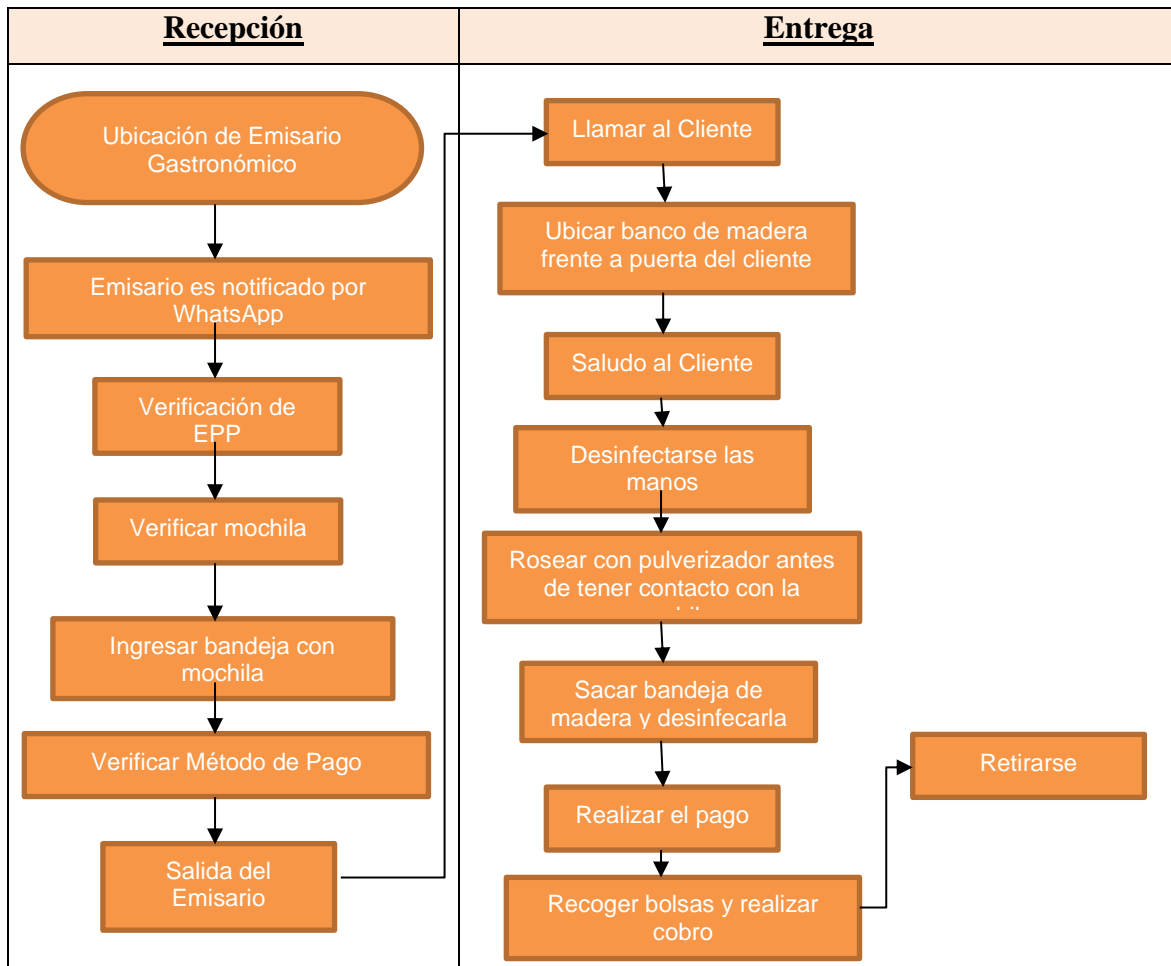 Recepción
Entrega
Ubicación de Emisario
Gastronómico
Emisario es notificado por
WhatsApp
Verificación de
EPP
Verificar mochila
Ingresar bandeja con
mochila
Verificar Método de Pago
Salida del
Emisario
Llamar al Cliente
Ubicar banco de madera
frente a puerta del cliente
Saludo al Cliente
Desinfectarse las
manos
Rosear con pulverizador antes
de tener contacto con la
Sacar bandeja de
madera y desinfecarla
Realizar el pago
Recoger bolsas y realizar
cobro
Retirarse